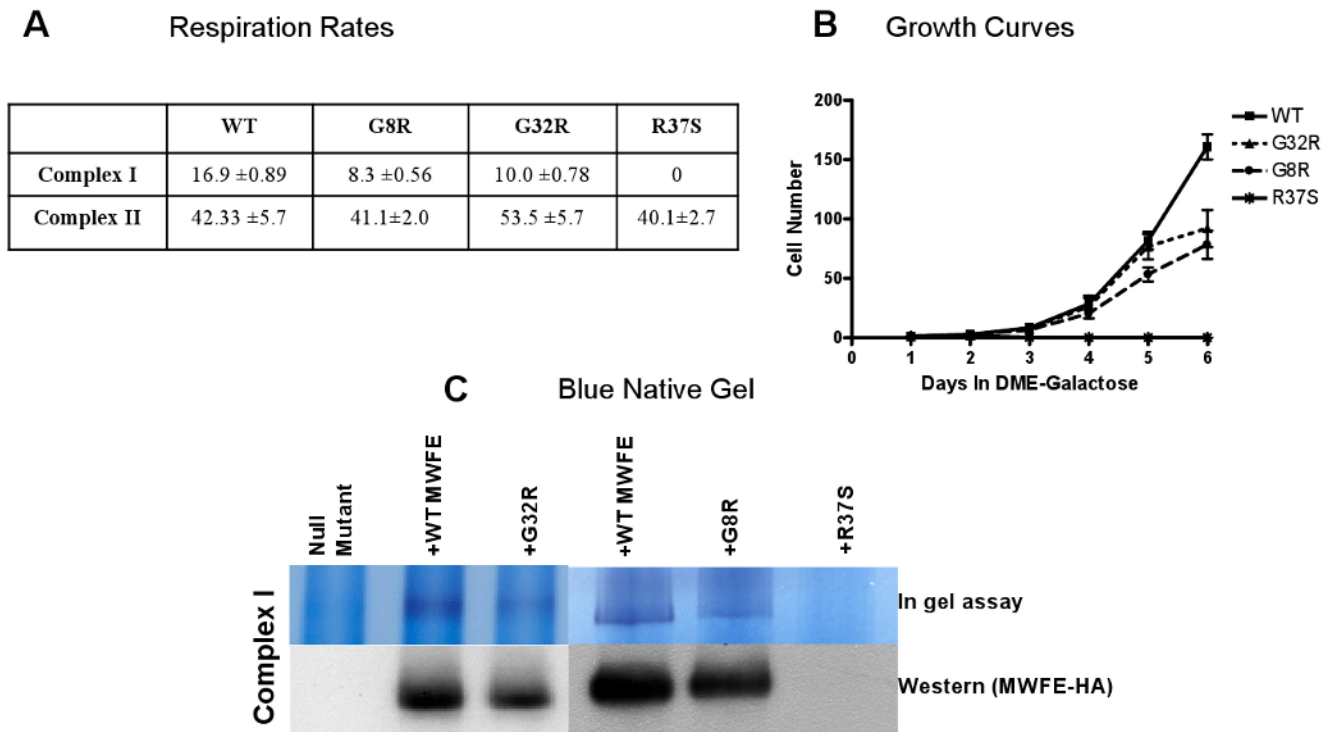 A Respiration Rates
WT G8R G32R R37S
Complex I 16.9 ±0.89 8.3 ±0.56 10.0 ±0.78 0
Complex II 42.33 ±5.7 41.1±2.0 53.5±5.7 40.1±2.7
B Growth Curves
200
150
100
50
0
Cell Number
0 1 2 3 4 5 6
Days In DME-Galactose
WT
G32R
G8R
R37S
C Blue Native Gel
Null
Mutant
+WT MWFE
+G32R
+WT MWFE
+G8R
+R37S
Complex I
In gel assay
Western (MWFE-HA)